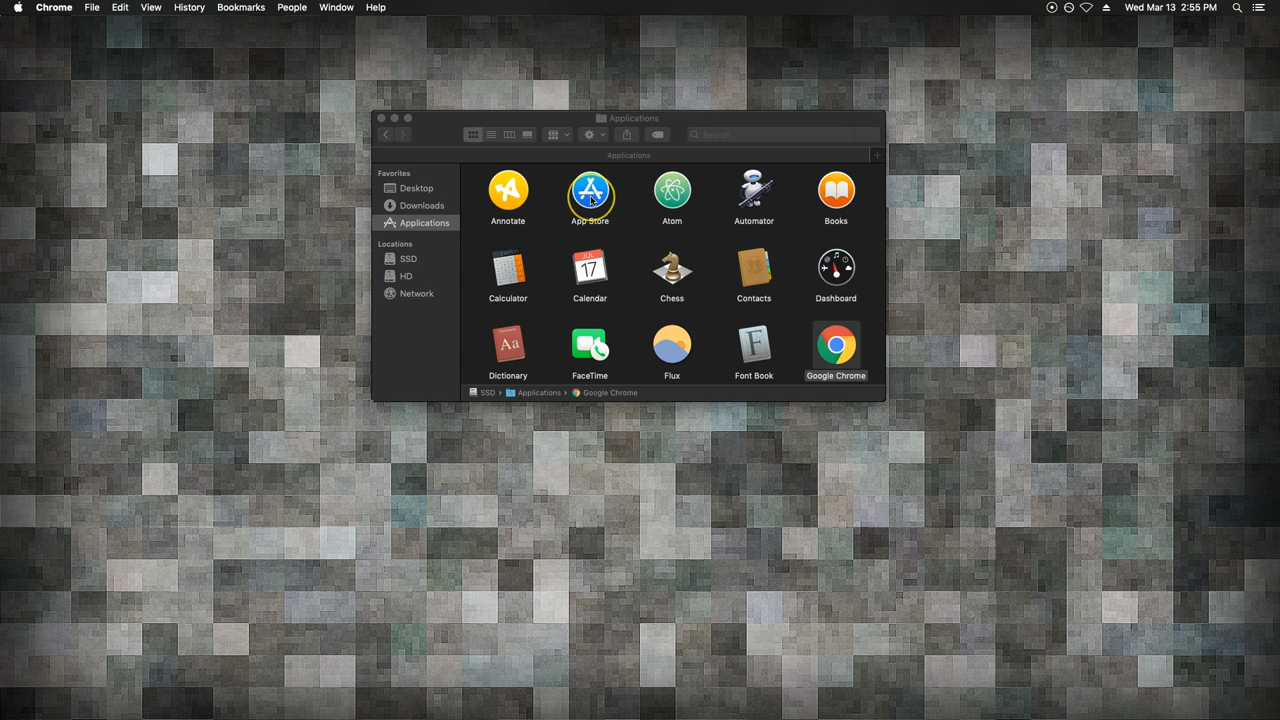 Chrome File Edit View History Bookmarks People Window Help Wed Mar 13 2:55 PM
Applications
Search
Applications
Favorites
Desktop
Downloads
Applications
Locations
SSD
HD
Network
Annotate App Store Atom Automator Books
JUL
17
Calculator Calendar Chess Contacts Dashboard
Aa F
Dictionary FaceTime Flux Font Book Google Chrome
SSD › Applications › Google Chrome